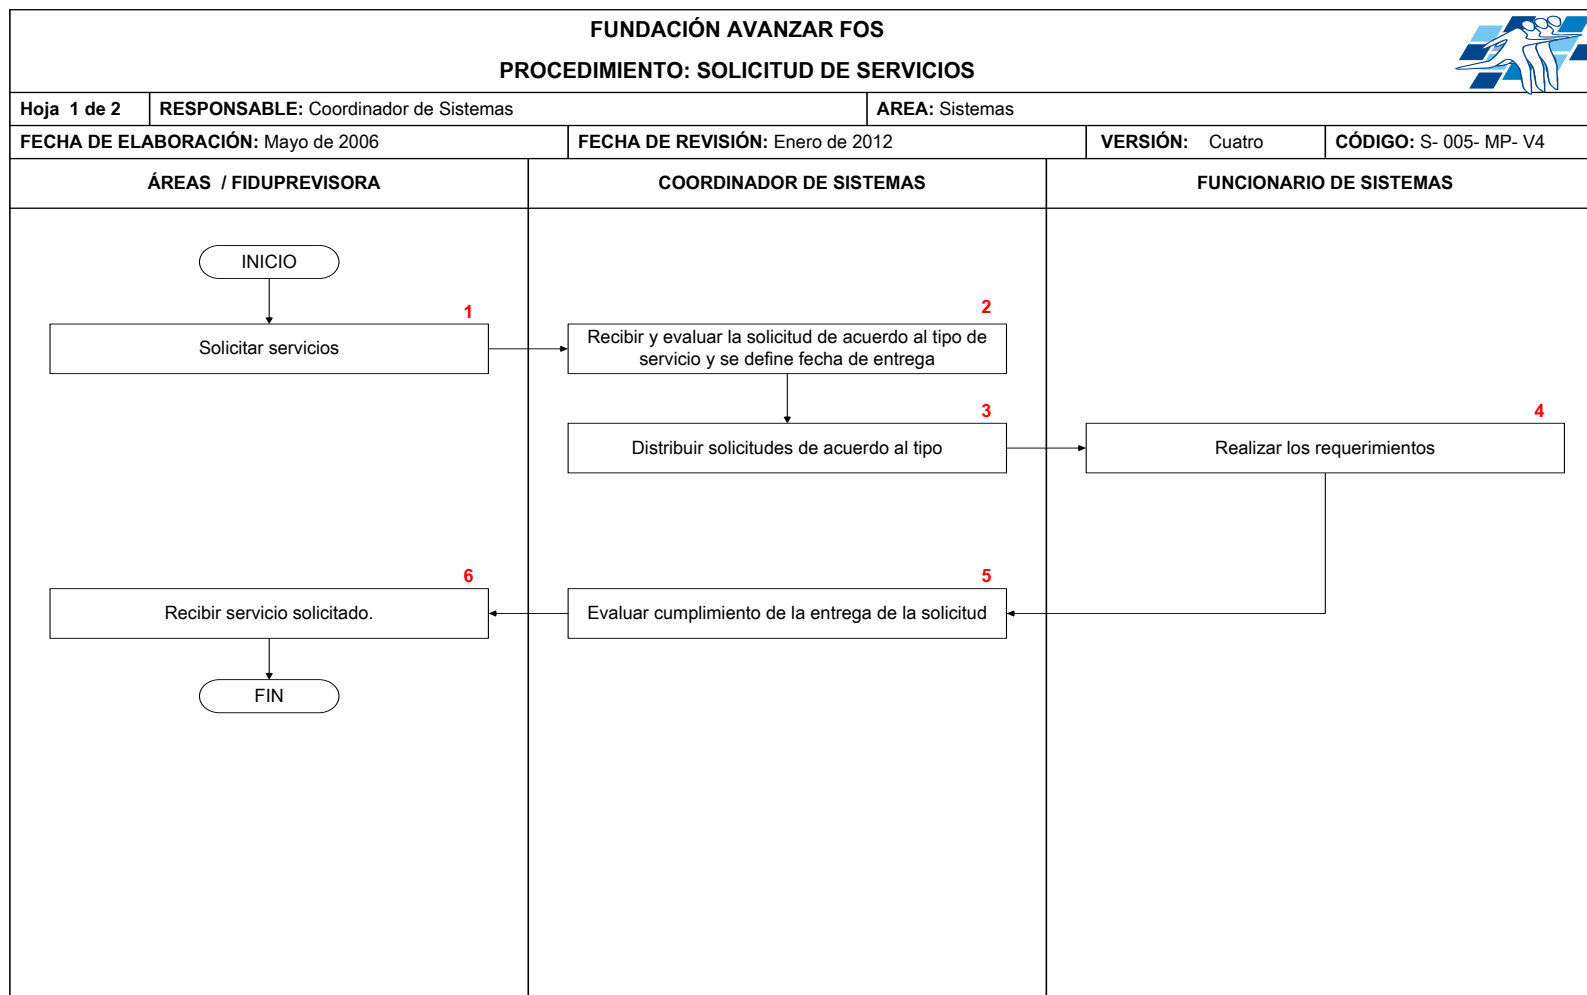 FUNDACIÓN AVANZAR FOS
PROCEDIMIENTO: SOLICITUD DE SERVICIOS
Hoja 1 de 2
RESPONSABLE: Coordinador de Sistemas
AREA: Sistemas
FECHA DE ELABORACIÓN: Mayo de 2006
FECHA DE REVISIÓN: Enero de 2012
VERSIÓN: Cuatro
CÓDIGO: S- 005- MP- V4
ÁREAS / FIDUPREVISORA
COORDINADOR DE SISTEMAS
FUNCIONARIO DE SISTEMAS
INICIO
1
Solicitar servicios
2
Recibir y evaluar la solicitud de acuerdo al tipo de
servicio y se define fecha de entrega
3
Distribuir solicitudes de acuerdo al tipo
4
Realizar los requerimientos
5
Evaluar cumplimiento de la entrega de la solicitud
6
Recibir servicio solicitado.
FIN